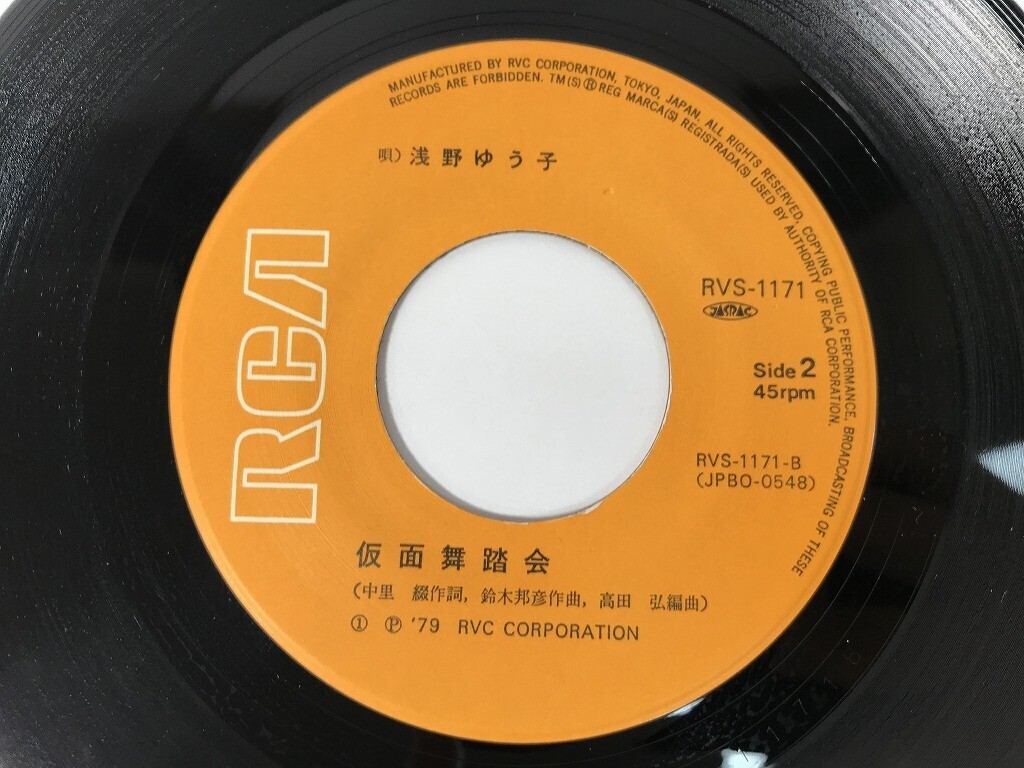 MANUFACTURED BY RVC CORPORATION, TOKYO, JAPAN. ALL RIGHTS RESERVED, COPYING PUBLIC PERFORMANCE, BROADCASTING OF THESE
RECORDS ARE FORBIDDEN. TM(S)®REG MARCA(S) REGISTRADA(S) USED BY AUTHORITY OF RCA CORPORATION.
唄) 浅野ゆう子
RCA
RVS-1171
JASRAC
Side 2
45rpm
RVS-1171-B
(JPBO-0548)
仮面舞踏会
(中里 綴作詞, 鈴木邦彦作曲, 高田 弘編曲)
① Ⓟ '79 RVC CORPORATION